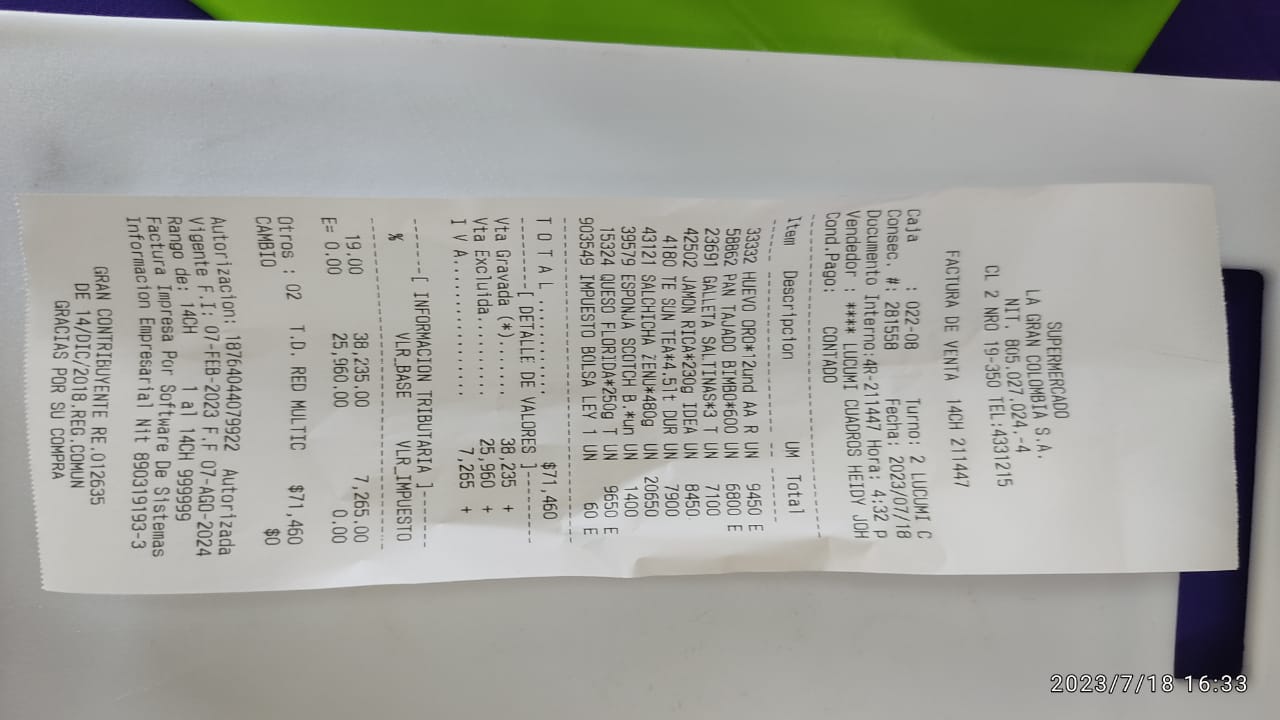 SUPERMERCADO
LA GRAN COLOMBIA S.A.
NIT. 805,027,024,-4
CL 2 NRO 19-350 TEL:4331215
FACTURA DE VENTA 14CH 211447
Caja : 022-08 Turno: 2 LUCUMI C
Consec. #: 281558 Fecha: 2023/07/18
Documento Interno:4R-211447 Hora: 4:32 p
Vendedor : **** LUCUMI CUADROS HEIDY JOH
Cond.Pago: CONTADO
Item Descripcion UM Total
3333X HUEVO ORO*12und AA R UN 9450 E
58862 PAN TAJADO BIMBO*600 UN 6800 E
23691 GALLETA SALTINAS*3 T UN 7100
42502 JAMON RICA*230g IDEA UN 8450
4180 TE SUN TEA*4.5lt DUR UN 7900
43121 SALCHICHA ZENU*480g UN 20650
39579 ESPONJA SCOTCH B.*un UN 1400
15324 QUESO FLORIDA*250g T UN 9650 E
903549 IMPUESTO BOLSA LEY 1 UN 60 E
T O T A L .......... $71,460
-------[ DETALLE DE VALORES ]-------
Vta Gravada (*)....... 38,235 +
Vta Excluida.......... 25,960 +
I V A................ 7,265 +
------[ INFORMACION TRIBUTARIA ]------
% VLR_BASE VLR_IMPUESTO
19.00 38,235.00 7,265.00
E= 0.00 25,960.00 0.00
Otros : 02 T.D. RED MULTIC $71,460
CAMBIO $0
Autorizacion:18764044079922 Autorizada
Vigente F.I: 07-FEB-2023 F.F 07-AGO-2024
Rango de: 14CH 1 al 14CH 999999
Factura Impresa Por Software De Sistemas
Informacion Empresarial Nit 890319193-3
GRAN CONTRIBUYENTE RE.012635
DE 14/DIC/2018.REG.COMUN
GRACIAS POR SU COMPRA
2023/7/18 16:33